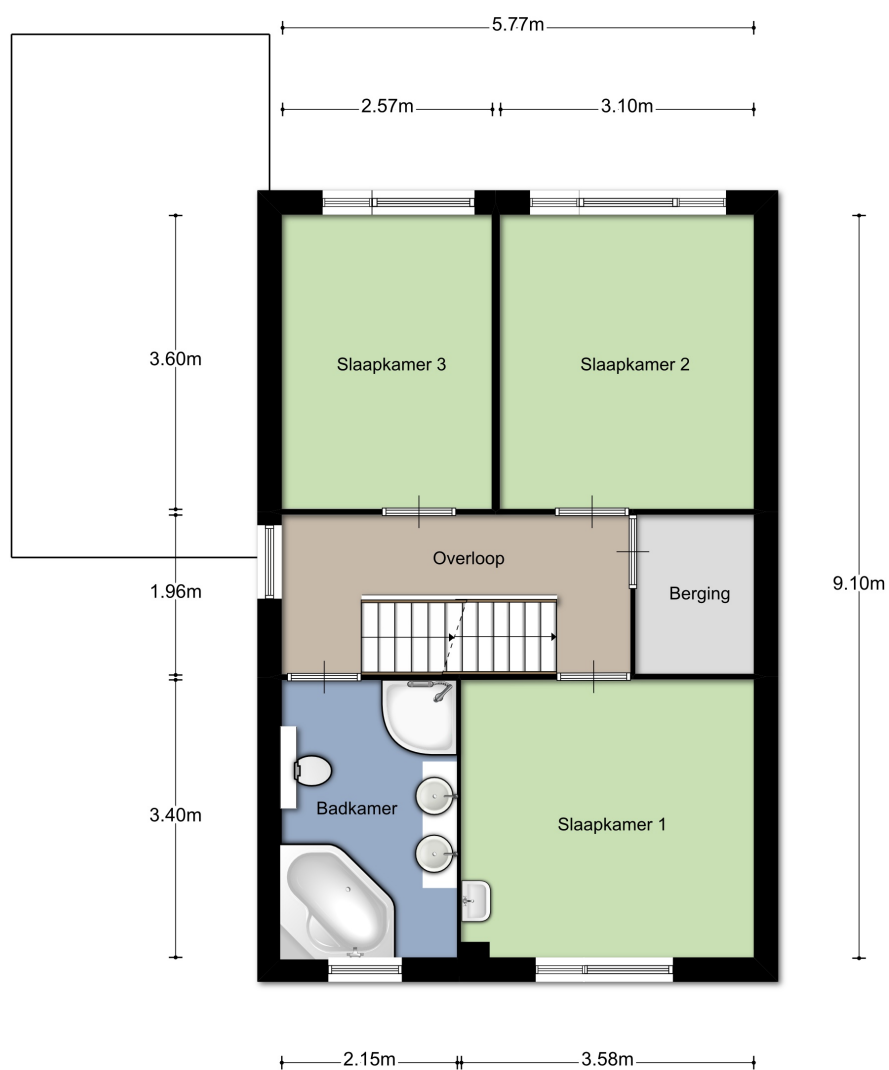 5.77m
2.57m
3.10m
3.60m
Slaapkamer 3
Slaapkamer 2
Overloop
1.96m
Berging
9.10m
3.40m
Badkamer
Slaapkamer 1
2.15m
3.58m